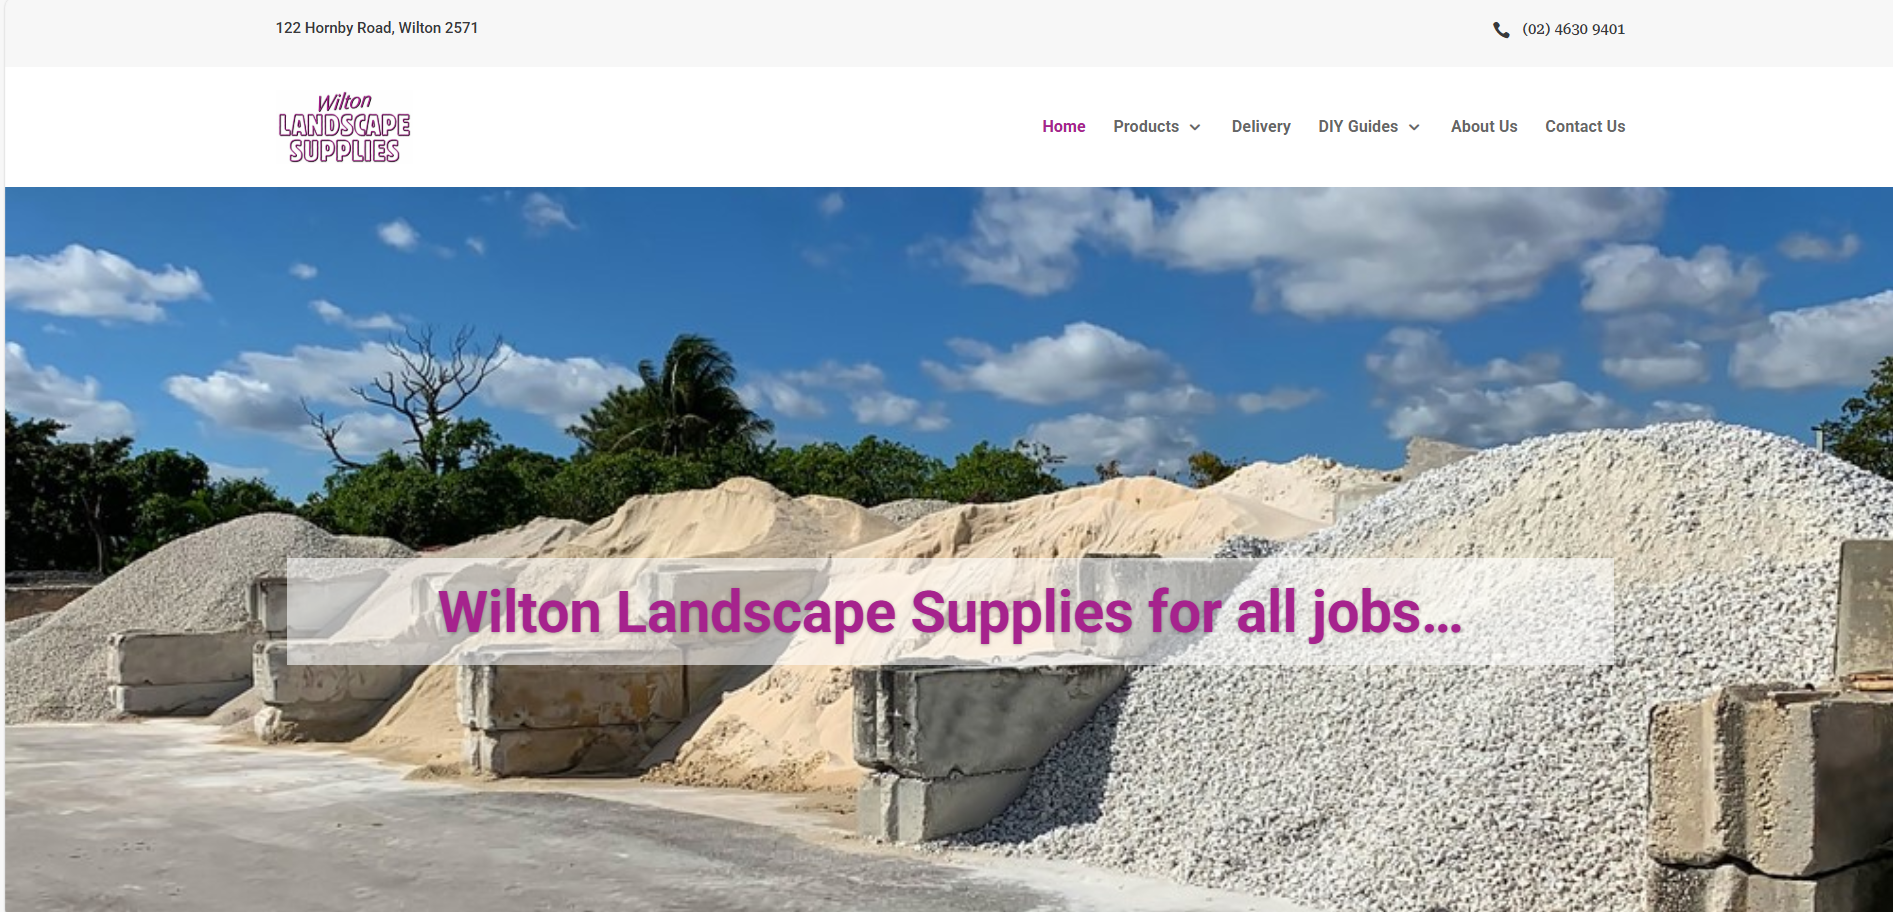 122 Hornby Road, Wilton 2571
(02) 4630 9401
Wilton
LANDSCAPE
SUPPLIES
Home Products Delivery DIY Guides About Us Contact Us
Wilton Landscape Supplies for all jobs...